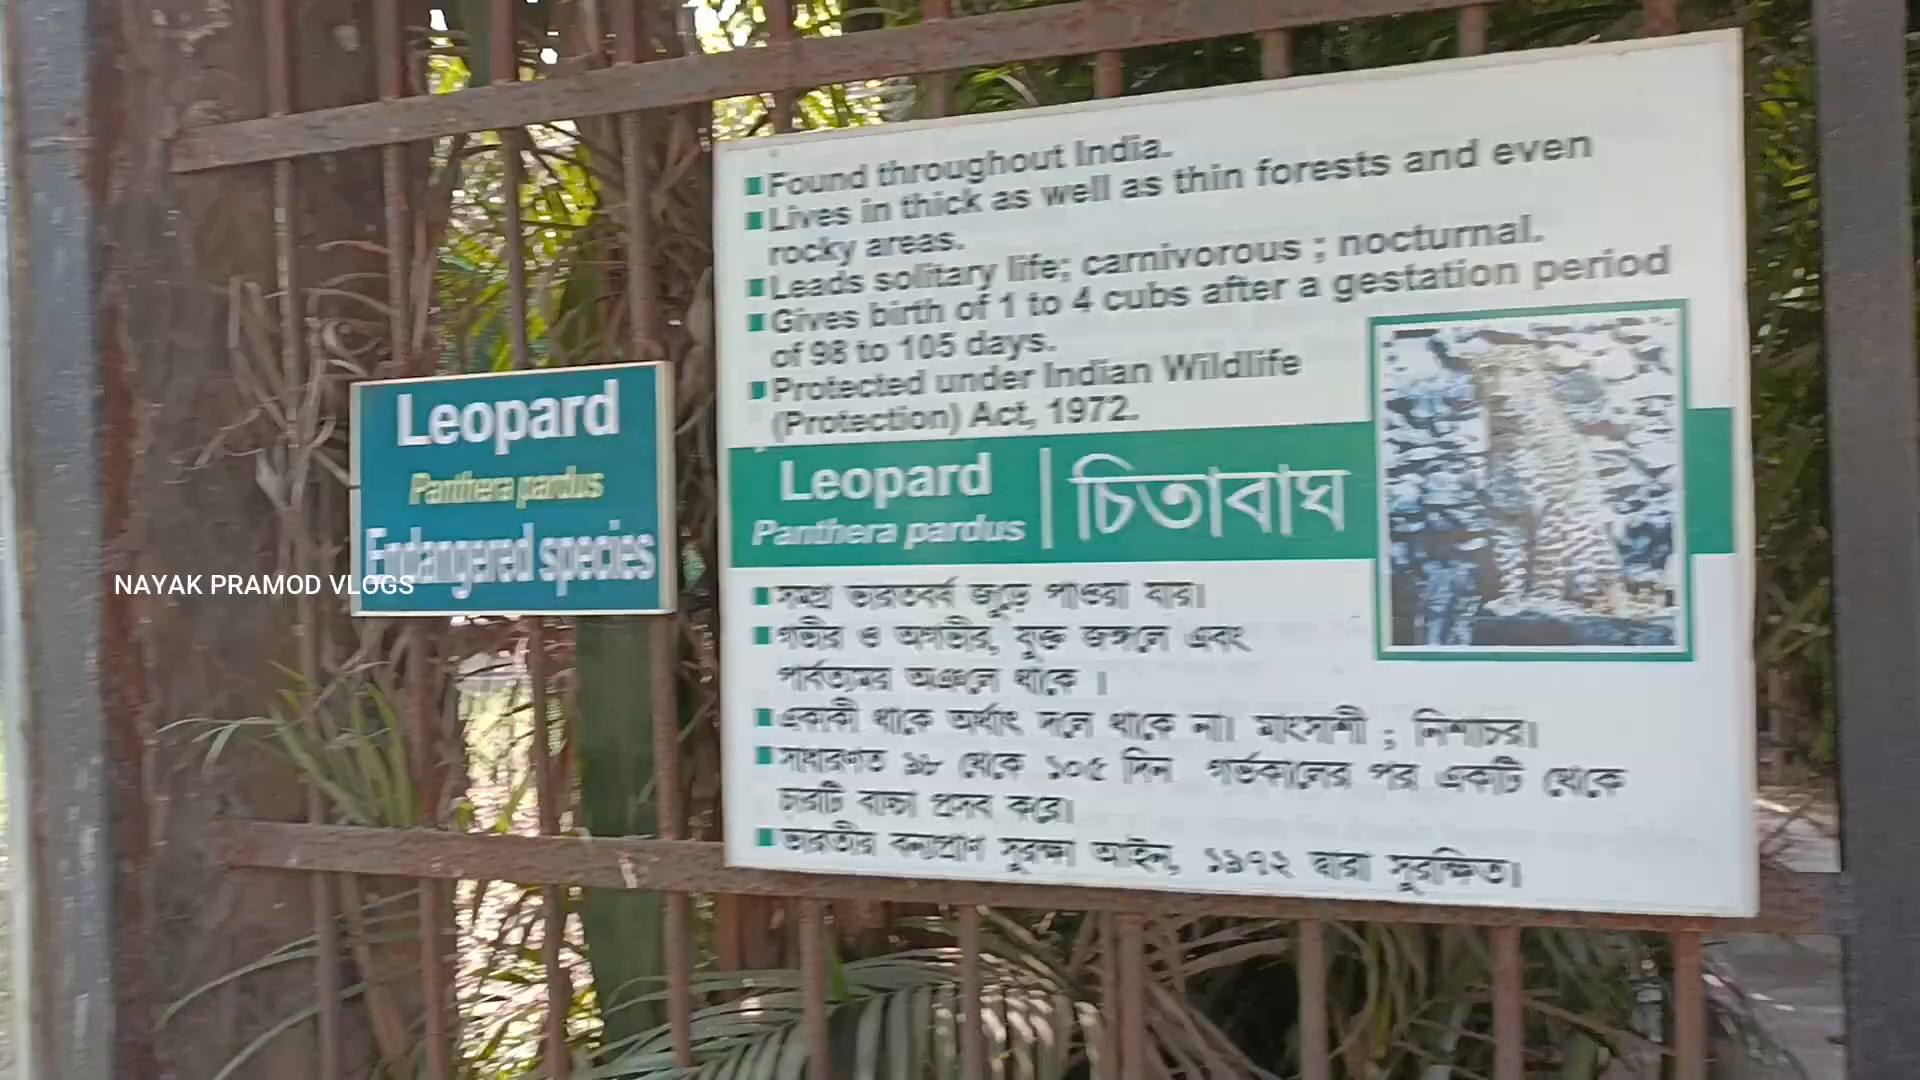 Leopard
Panthera pardus
Endangered species
NAYAK PRAMOD VLOGS
Found throughout India.
Lives in thick as well as thin forests and even
rocky areas.
Leads solitary life; carnivorous ; nocturnal.
Gives birth of 1 to 4 cubs after a gestation period
of 98 to 105 days.
Protected under Indian Wildlife
(Protection) Act, 1972.
Leopard
Panthera pardus
চিতাবাঘ
সমগ্র ভারতবর্ষ জুড়ে পাওয়া যায়।
গভীর ও অগভীর, মুক্ত জঙ্গলে এবং
পার্বত্যময় অঞ্চলে থাকে ।
একাকী থাকে অর্থাৎ দলে থাকে না। মাংসাশী ; নিশাচর।
সাধারণত ৯৮ থেকে ১০৫ দিন গর্ভকালের পর একটি থেকে
চারটি বাচ্চা প্রসব করে।
ভারতীয় বন্যপ্রাণ সুরক্ষা আইন, ১৯৭২ দ্বারা সুরক্ষিত।